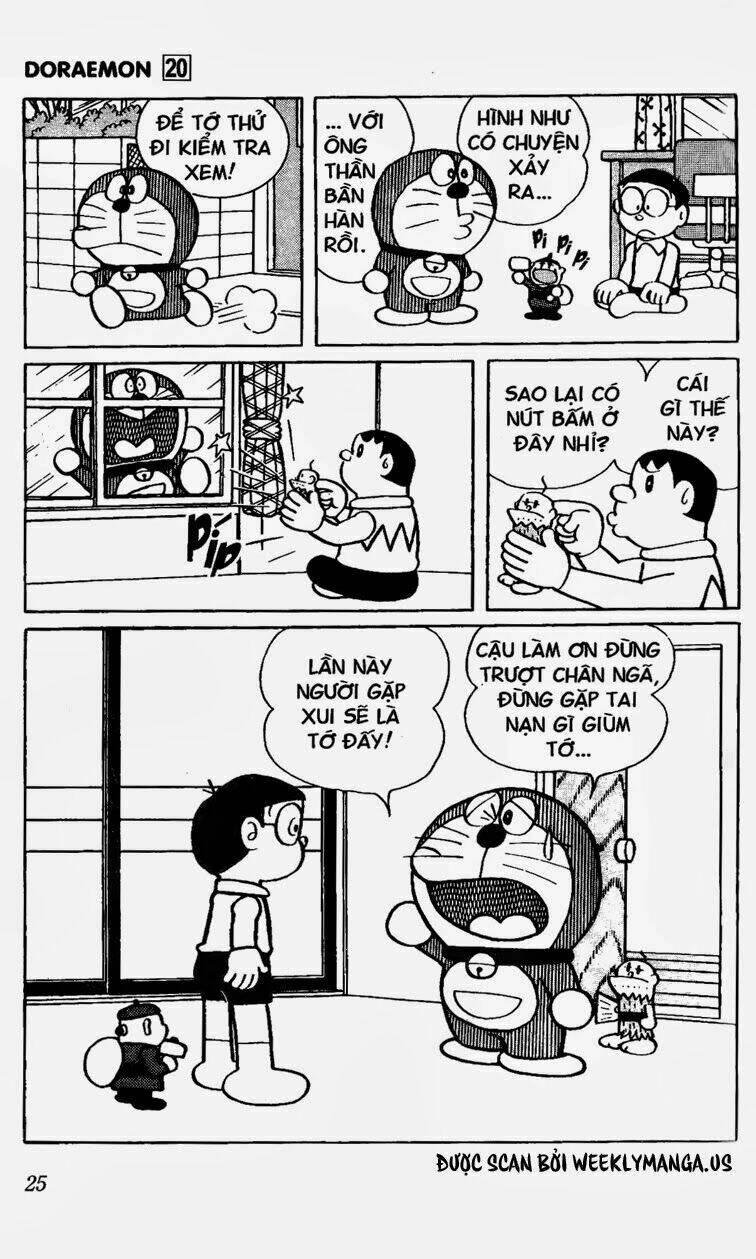 DORAEMON 20
HÌNH NHƯ
CÓ CHUYỆN
XẢY
RA...
... VỚI
ÔNG
THẦN
BẦN
HÀN
RỒI.
Pi Pi Pi
ĐỂ TỚ THỬ
ĐI KIỂM TRA
XEM!
CÁI
GÌ THẾ
NÀY?
SAO LẠI CÓ
NÚT BẤM Ở
ĐÂY NHỈ?
Píp
CẬU LÀM ƠN ĐỪNG
TRƯỢT CHÂN NGÃ,
ĐỪNG GẶP TAI
NẠN GÌ GIÙM
TỚ...
LẦN NÀY
NGƯỜI GẶP
XUI SẼ LÀ
TỚ ĐẤY!
ĐƯỢC SCAN BỞI WEEKLYMANGA.US
25